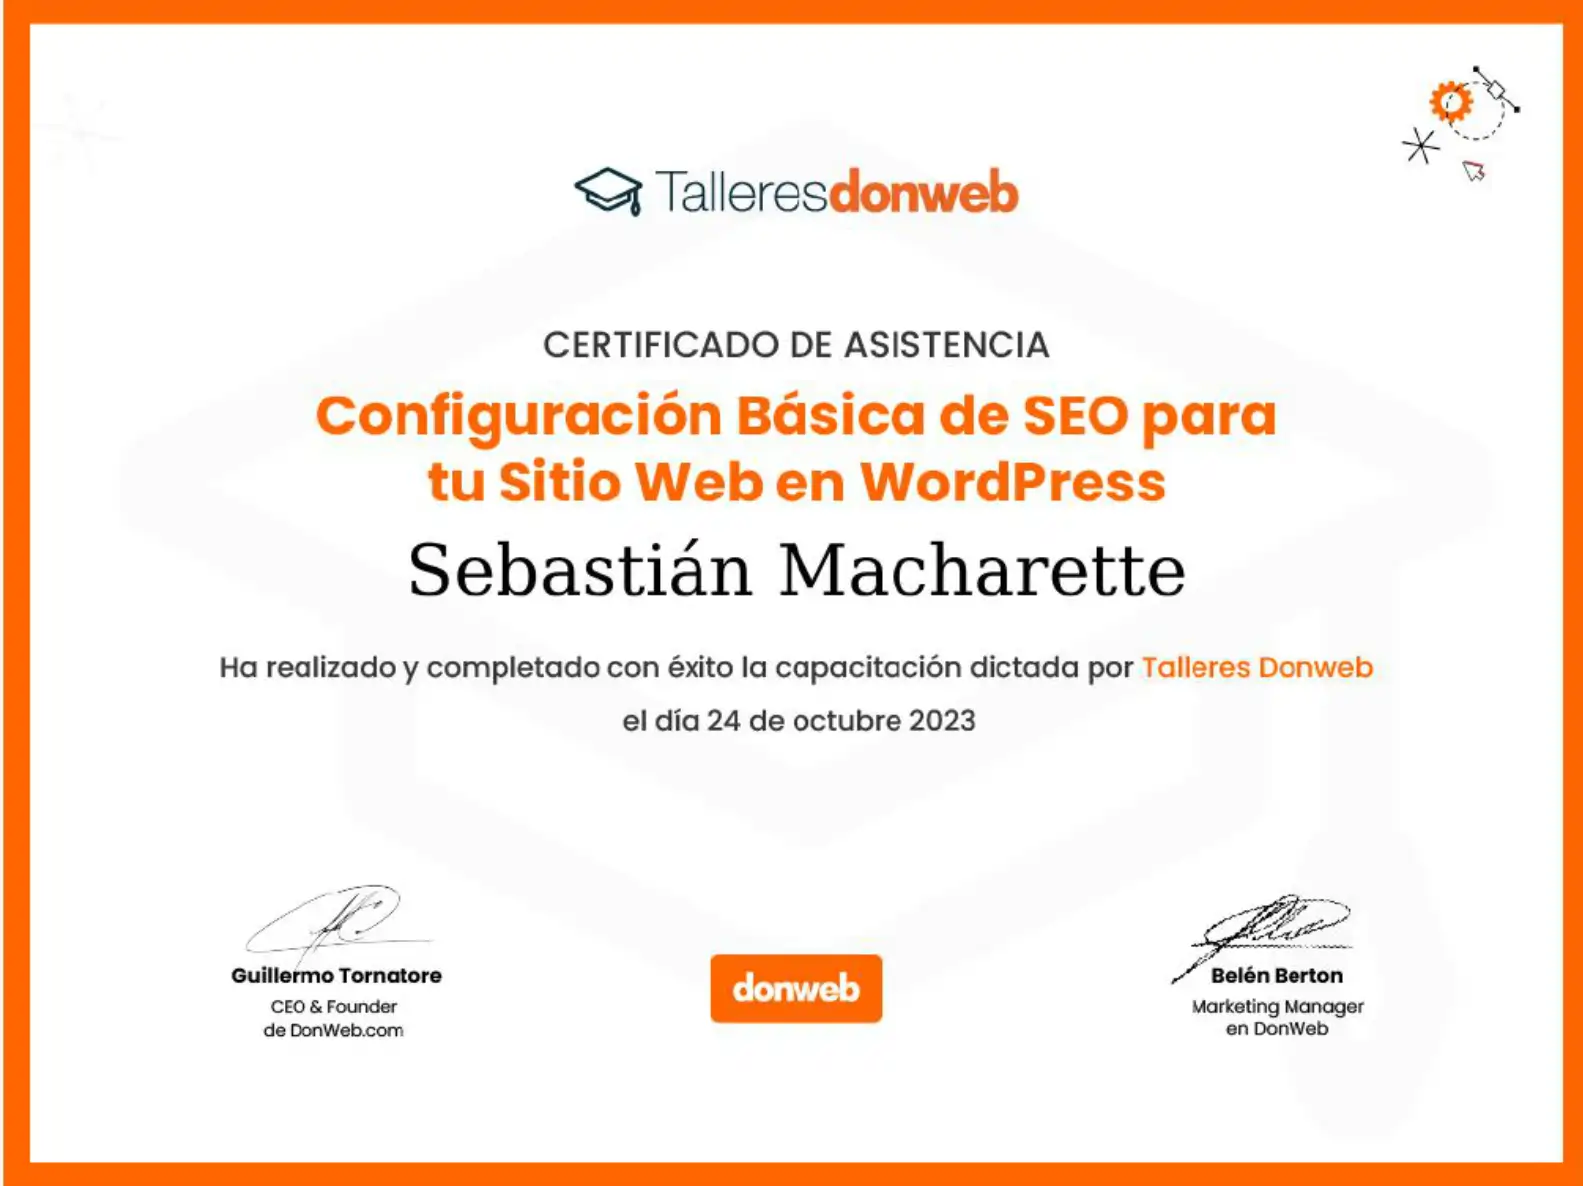 Talleresdonweb
CERTIFICADO DE ASISTENCIA
Configuración Básica de SEO para
tu Sitio Web en WordPress
Sebastián Macharette
Ha realizado y completado con éxito la capacitación dictada por Talleres Donweb
el día 24 de octubre 2023
Guillermo Tornatore
CEO & Founder
de DonWeb.com
donweb
Belén Berton
Marketing Manager
en DonWeb